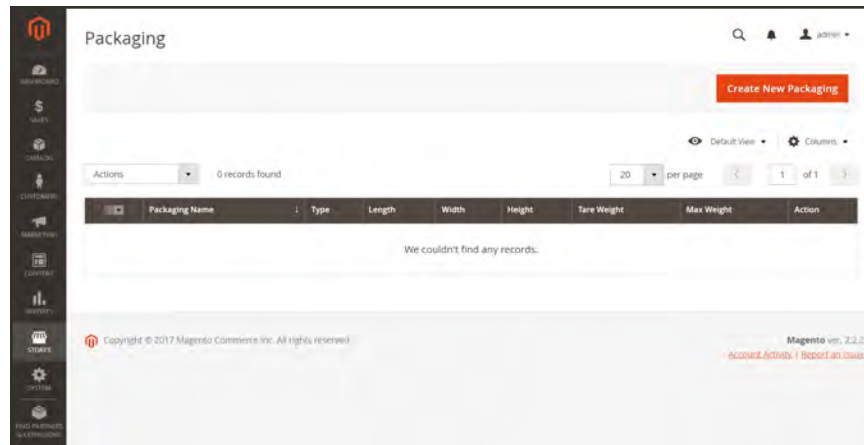 Packaging
admin
Create New Packaging
DASHBOARD
SALES
CATALOG
CUSTOMERS
MARKETING
CONTENT
REPORTS
STORES
SYSTEM
FIND PARTNERS
& EXTENSIONS
Default View
Columns
Actions
0 records found
20
per page
1
of 1
Packaging Name
Type
Length
Width
Height
Tare Weight
Max Weight
Action
We couldn't find any records.
Copyright © 2017 Magento Commerce Inc. All rights reserved.
Magento ver. 2.2.2
Account Activity | Report an Issue